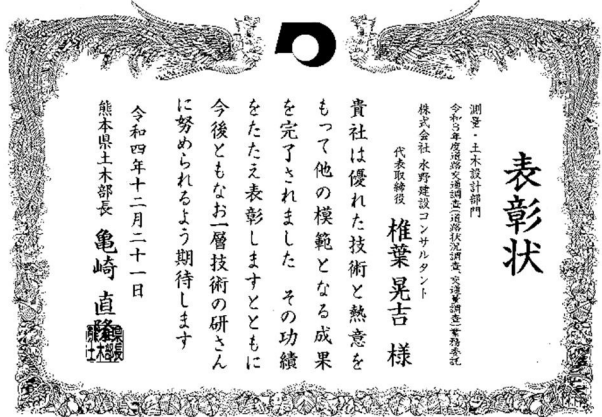 表彰状
測量・土木設計部門
令和3年度道路交通調査(道路状況調査、交通量調査)業務委託
株式会社 水野建設コンサルタント
代表取締役 椎葉 晃吉 様
貴社は優れた技術と熱意を
もって他の模範となる成果
を完了されました その功績
をたたえ表彰しますとともに
今後ともなお一層技術の研さん
に努められるよう期待します
令和四年十二月二十一日
熊本県土木部長 亀崎 直隆